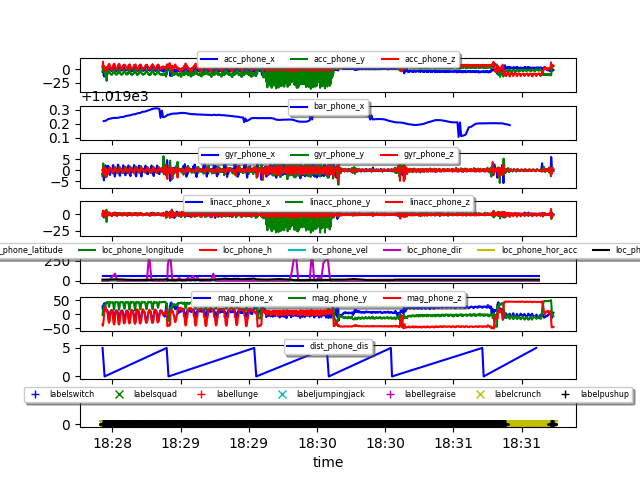 acc_phone_x acc_phone_y acc_phone_z
0
−25
+1.019e3
bar_phone_x
0.3
0.2
0.1
gyr_phone_x gyr_phone_y gyr_phone_z
5
0
−5
linacc_phone_x linacc_phone_y linacc_phone_z
0
−25
phone_latitude loc_phone_longitude loc_phone_h loc_phone_vel loc_phone_dir loc_phone_hor_acc
250
0
mag_phone_x mag_phone_y mag_phone_z
50
0
−50
dist_phone_dis
5
0
labelswitch labelsquad labellunge labeljumpingjack labellegraise labelcrunch labelpushup
0
18:28 18:29 18:29 18:30 18:30 18:31 18:31
time